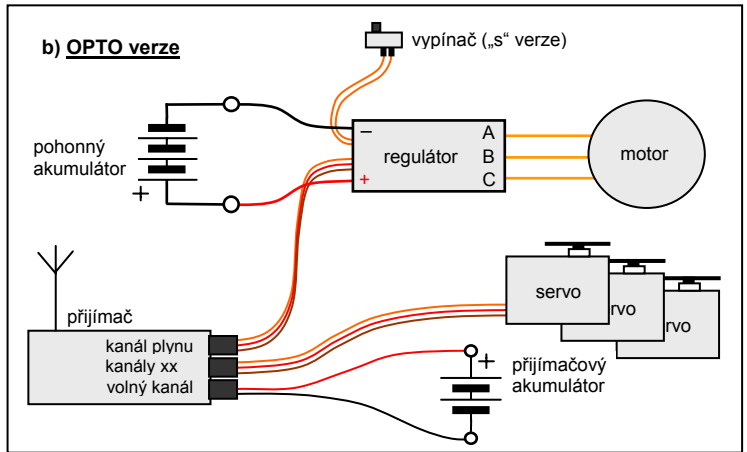 b) OPTO verze
vypínač („s“ verze)
pohonný
akumulátor
+
–
regulátor
+
A
B
C
motor
přijímač
kanál plynu
kanály xx
volný kanál
servo
rvo
rvo
+
přijímačový
akumulátor